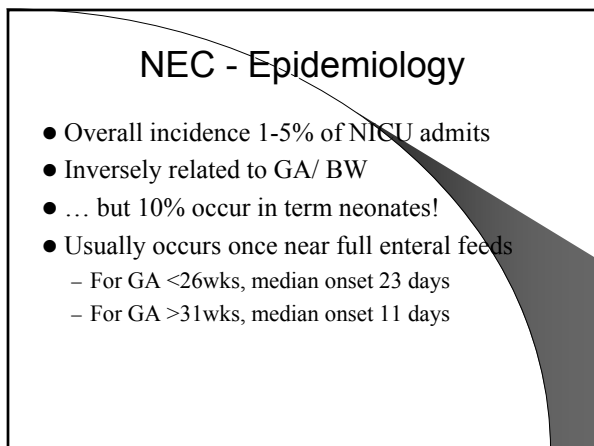 NEC - Epidemiology
● Overall incidence 1-5% of NICU admits
● Inversely related to GA/ BW
● … but 10% occur in term neonates!
● Usually occurs once near full enteral feeds
– For GA <26wks, median onset 23 days
– For GA >31wks, median onset 11 days